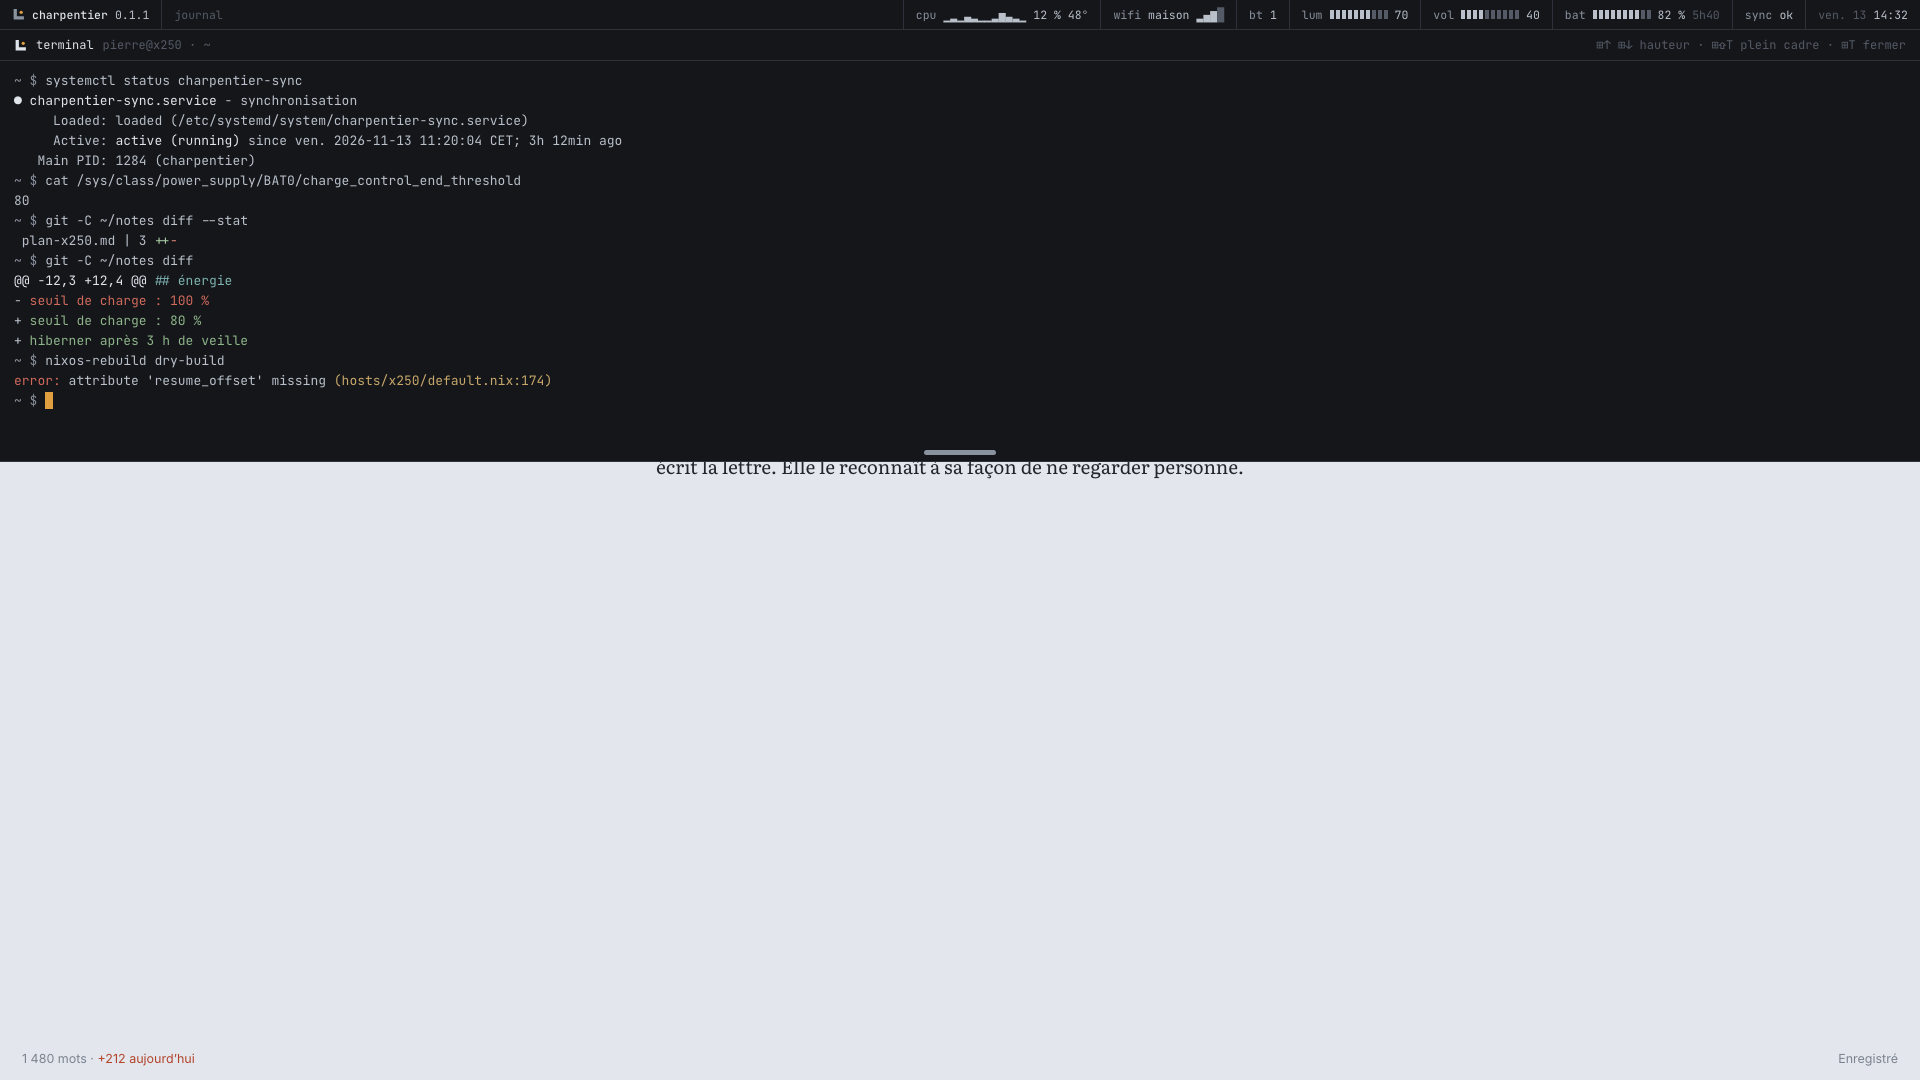 charpentier 0.1.1 journal cpu 12 % 48° wifi maison bt 1 lum 70 vol 40 bat 82 % 5h40 sync ok ven. 13 14:32
terminal pierre@x250 · ~ ⊞↑ ⊞↓ hauteur · ⊞⇧T plein cadre · ⊞T fermer
~ $ systemctl status charpentier-sync
● charpentier-sync.service - synchronisation
Loaded: loaded (/etc/systemd/system/charpentier-sync.service)
Active: active (running) since ven. 2026-11-13 11:20:04 CET; 3h 12min ago
Main PID: 1284 (charpentier)
~ $ cat /sys/class/power_supply/BAT0/charge_control_end_threshold
80
~ $ git -C ~/notes diff --stat
plan-x250.md | 3 ++-
~ $ git -C ~/notes diff
@@ -12,3 +12,4 @@ ## énergie
- seuil de charge : 100 %
+ seuil de charge : 80 %
+ hiberner après 3 h de veille
~ $ nixos-rebuild dry-build
error: attribute 'resume_offset' missing (hosts/x250/default.nix:174)
~ $
écrit la lettre. Elle le reconnaît à sa façon de ne regarder personne.
1 480 mots · +212 aujourd’hui Enregistré